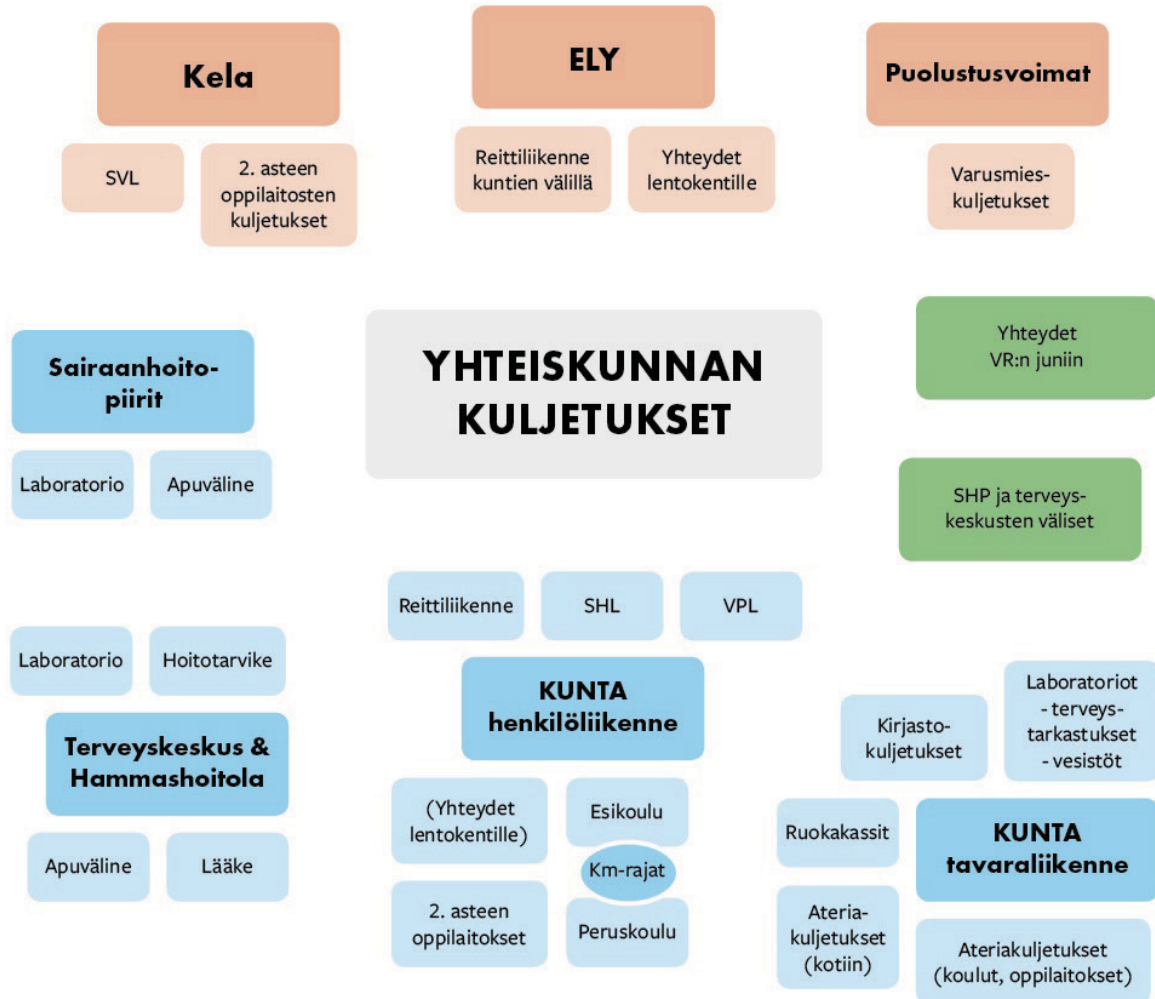 Kela
SVL
2. asteen
oppilaitosten
kuljetukset
ELY
Reittiliikenne
kuntien välillä
Yhteydet
lentokentille
Puolustusvoimat
Varusmies-
kuljetukset
YHTEISKUNNAN
KULJETUKSET
Sairaanhoito-
piirit
Laboratorio
Apuväline
Yhteydet
VR:n juniin
SHP ja terveys-
keskusten väliset
Laboratorio
Hoitotarvike
Terveyskeskus &
Hammashoitola
Apuväline
Lääke
Reittiliikenne
SHL
VPL
KUNTA
henkilöliikenne
(Yhteydet
lentokentille)
Esikoulu
Km-rajat
2. asteen
oppilaitokset
Peruskoulu
Kirjasto-
kuljetukset
Laboratoriot
- terveys-
tarkastukset
- vesistöt
Ruokakassit
KUNTA
tavaraliikenne
Ateria-
kuljetukset
(kotiin)
Ateriakuljetukset
(koulut, oppilaitokset)